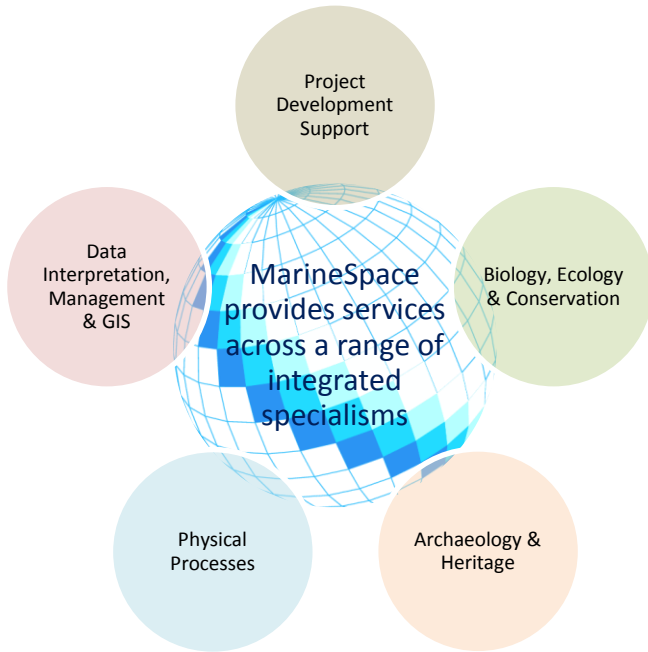 Project
Development
Support
Data
Interpretation,
Management
& GIS
MarineSpace
provides services
across a range of
integrated
specialisms
Biology, Ecology
& Conservation
Physical
Processes
Archaeology &
Heritage